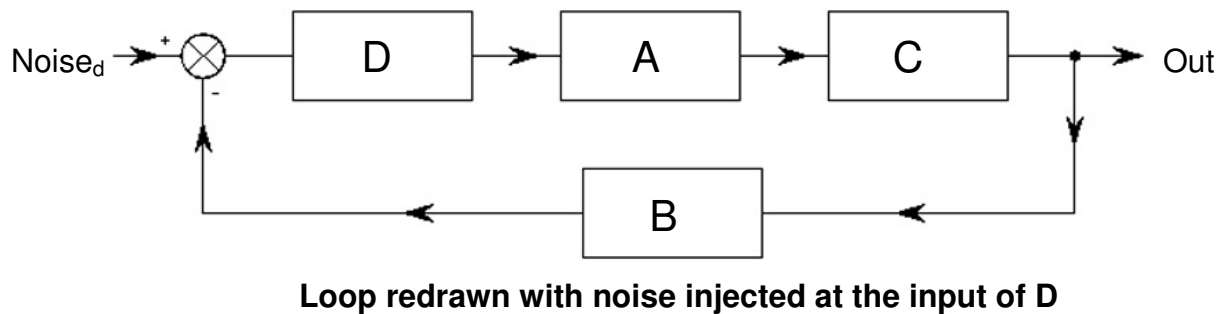 Noise_d + - D A C Out
B
Loop redrawn with noise injected at the input of D